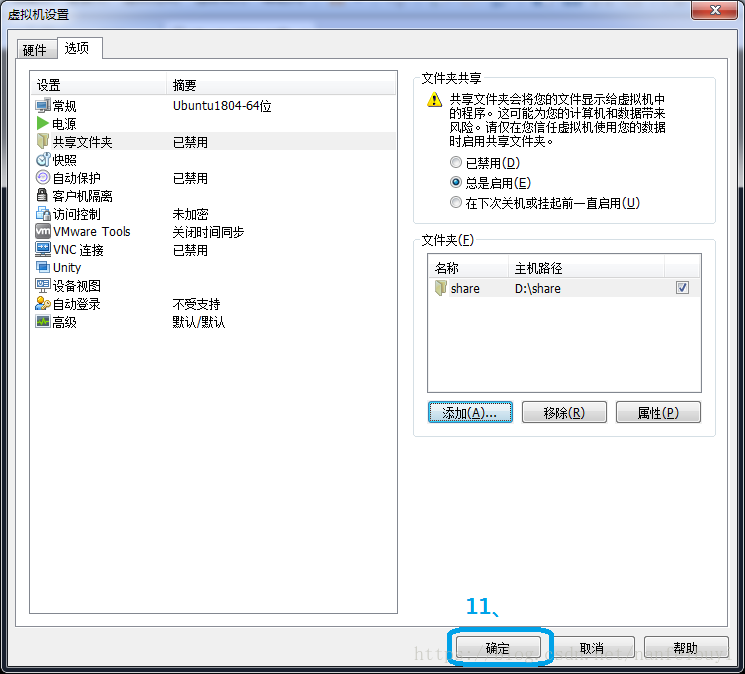 虚拟机设置
硬件 选项
设置 摘要
常规 Ubuntu1804-64位
电源
共享文件夹 已禁用
快照
自动保护 已禁用
客户机隔离
访问控制 未加密
VMware Tools 关闭时间同步
VNC 连接 已禁用
Unity
设备视图
自动登录 不受支持
高级 默认/默认
文件夹共享
共享文件夹会将您的文件显示给虚拟机中
的程序。这可能为您的计算机和数据带来
风险。请仅在您信任虚拟机使用您的数据
时启用共享文件夹。
已禁用(D)
总是启用(E)
在下次关机或挂起前一直启用(U)
文件夹(F)
名称 主机路径
share D:\share
添加(A)... 移除(R) 属性(P)
11、
确定 取消 帮助